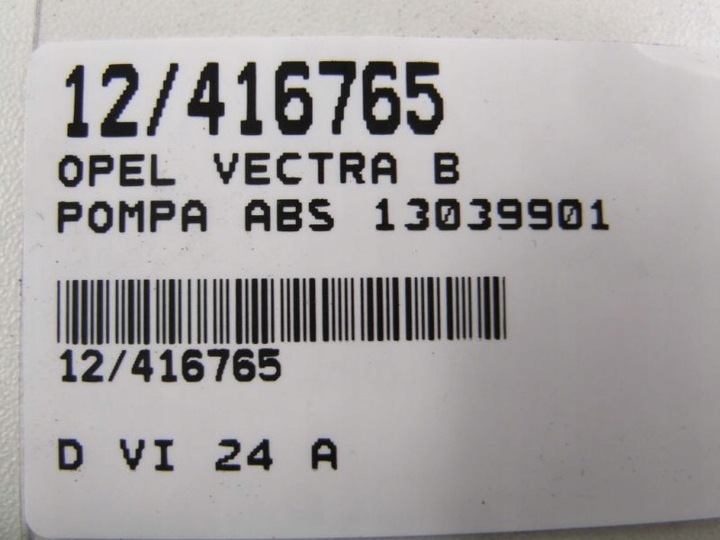 12/416765
OPEL VECTRA B
POMPA ABS 13039901
12/416765
D VI 24 A